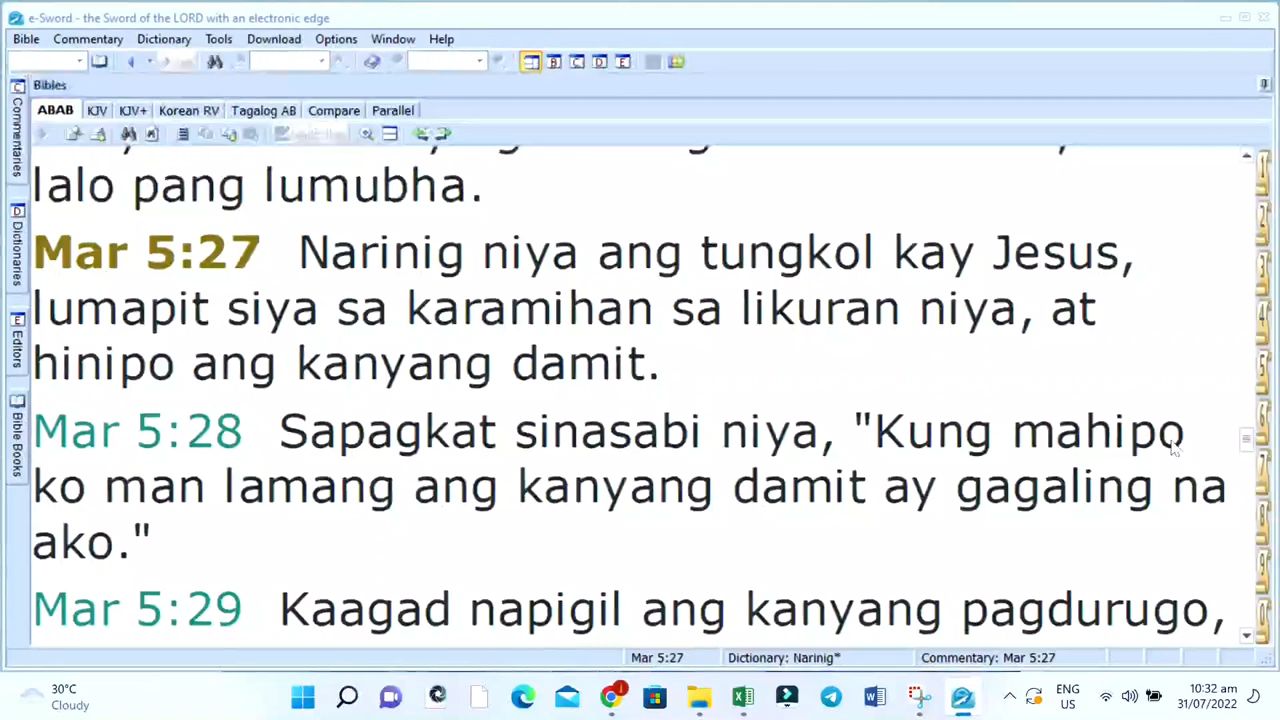 e-Sword - the Sword of the LORD with an electronic edge
Bible Commentary Dictionary Tools Download Options Window Help
Bibles
ABAB KJV KJV+ Korean RV Tagalog AB Compare Parallel
Commentaries
Dictionaries
Editors
Bible Books
lalo pang lumubha.
Mar 5:27 Narinig niya ang tungkol kay Jesus,
lumapit siya sa karamihan sa likuran niya, at
hinipo ang kanyang damit.
Mar 5:28 Sapagkat sinasabi niya, "Kung mahipo
ko man lamang ang kanyang damit ay gagaling na
ako."
Mar 5:29 Kaagad napigil ang kanyang pagdurugo,
Mar 5:27 Dictionary: Narinig* Commentary: Mar 5:27
30°C
Cloudy
ENG
US
10:32 am
31/07/2022